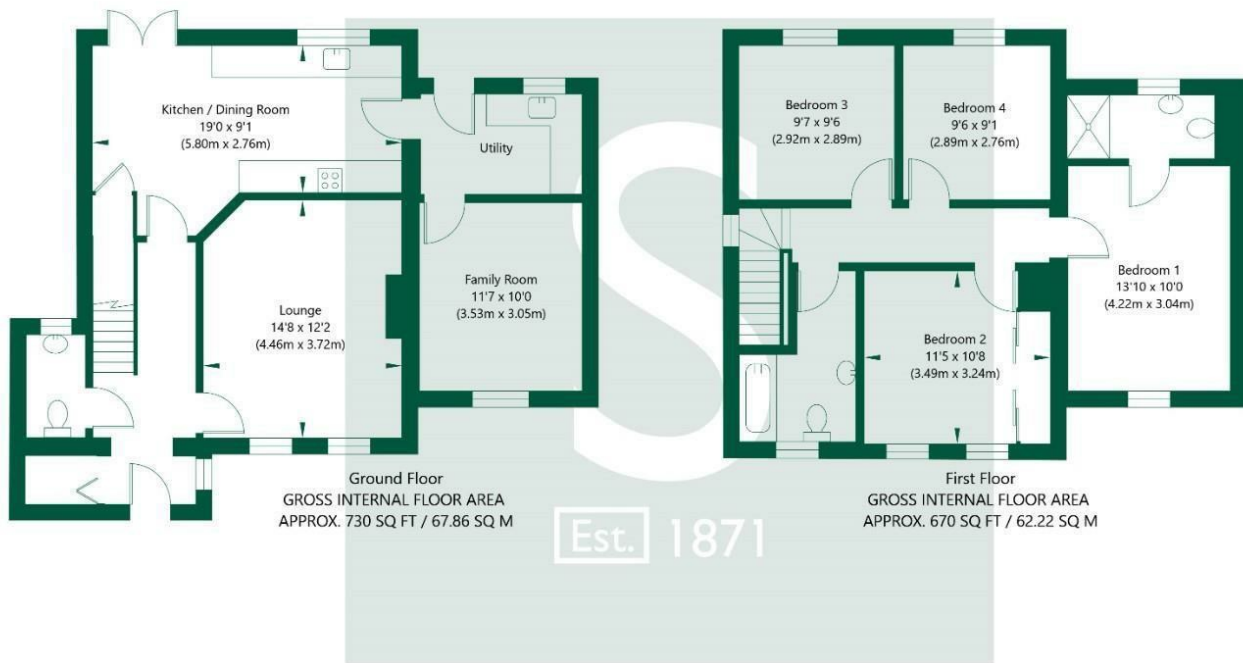 Kitchen / Dining Room
19'0 x 9'1
(5.80m x 2.76m)
Utility
Family Room
11'7 x 10'0
(3.53m x 3.05m)
Lounge
14'8 x 12'2
(4.46m x 3.72m)
Ground Floor
GROSS INTERNAL FLOOR AREA
APPROX. 730 SQ FT / 67.86 SQ M
Bedroom 3
9'7 x 9'6
(2.92m x 2.89m)
Bedroom 4
9'6 x 9'1
(2.89m x 2.76m)
Bedroom 1
13'10 x 10'0
(4.22m x 3.04m)
Bedroom 2
11'5 x 10'8
(3.49m x 3.24m)
First Floor
GROSS INTERNAL FLOOR AREA
APPROX. 670 SQ FT / 62.22 SQ M
S
Est. 1871